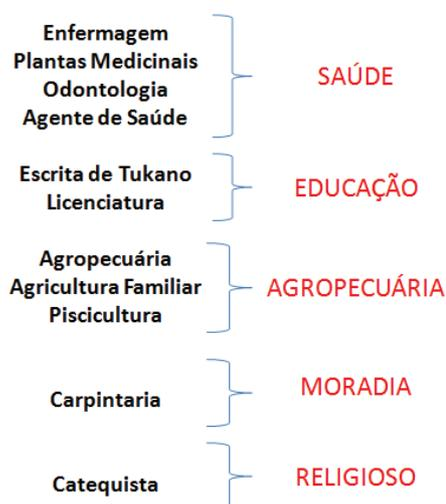 Enfermagem
Plantas Medicinais
Odontologia
Agente de Saúde
SAÚDE
Escrita de Tukano
Licenciatura
EDUCAÇÃO
Agropecuária
Agricultura Familiar
Piscicultura
AGROPECUÁRIA
Carpintaria
MORADIA
Catequista
RELIGIOSO